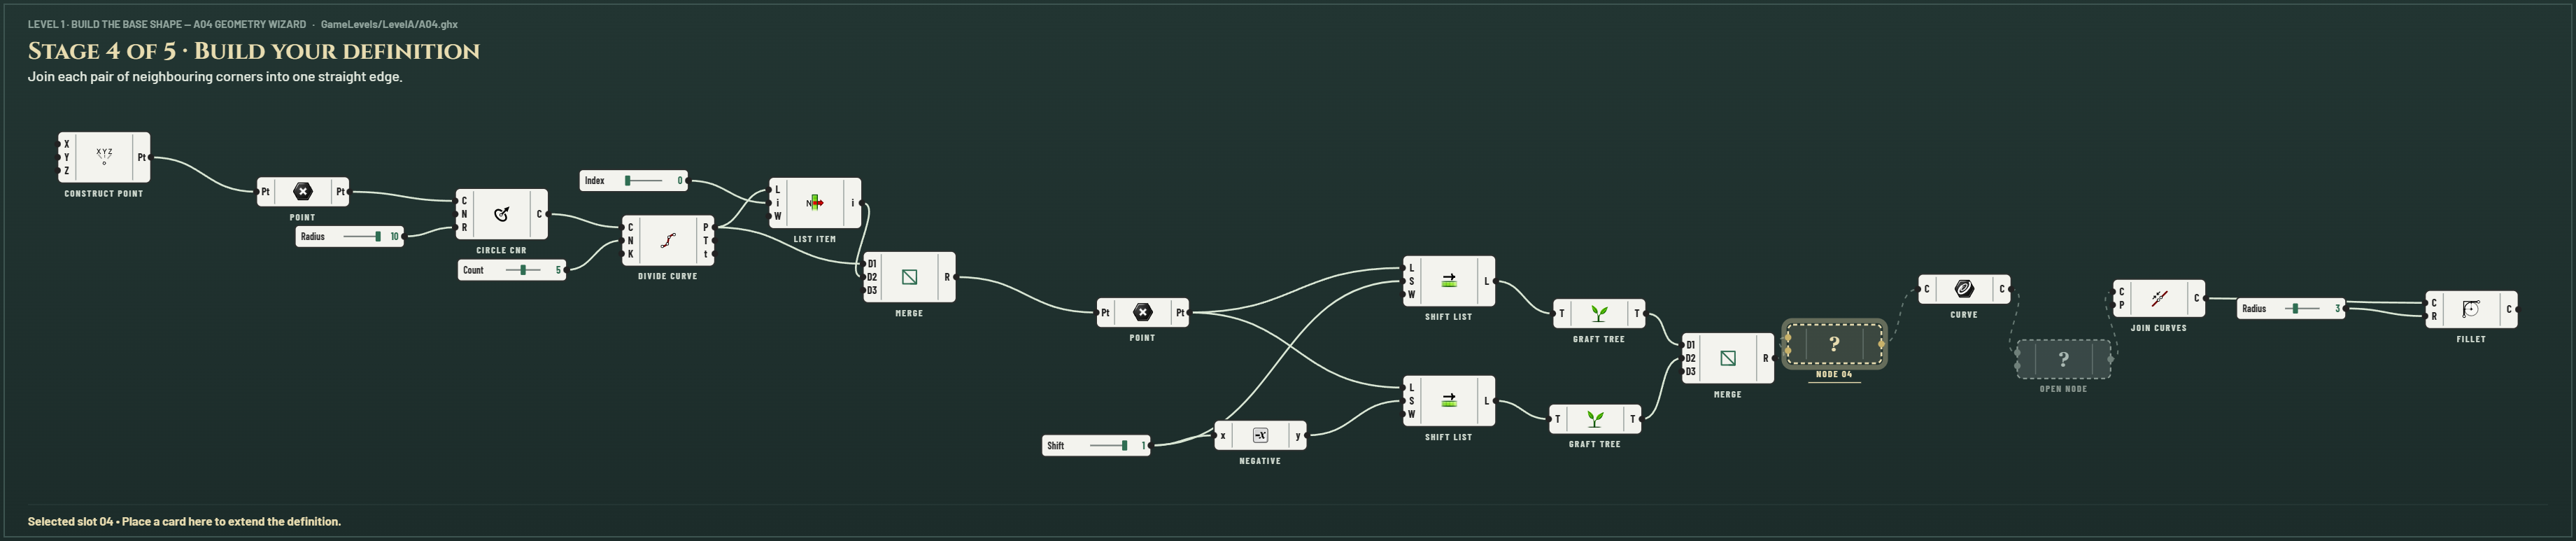 LEVEL 1 · BUILD THE BASE SHAPE — A04 GEOMETRY WIZARD · GameLevels/LevelA/A04.ghx
STAGE 4 OF 5 · BUILD YOUR DEFINITION
Join each pair of neighbouring corners into one straight edge.
X
Y
Z
XYZ
Pt
CONSTRUCT POINT
Pt
Pt
POINT
Radius 10
C
N
R
C
CIRCLE CNR
Count 5
Index 0
C
N
K
P
T
t
DIVIDE CURVE
L
i
W
N
i
LIST ITEM
D1
D2
D3
R
MERGE
Pt
Pt
POINT
Shift 1
x
-X
y
NEGATIVE
L
S
W
L
SHIFT LIST
L
S
W
L
SHIFT LIST
T
T
GRAFT TREE
T
T
GRAFT TREE
D1
D2
D3
R
MERGE
?
NODE 04
C
C
CURVE
?
OPEN NODE
C
P
C
JOIN CURVES
Radius 3
C
R
C
FILLET
Selected slot 04 • Place a card here to extend the definition.